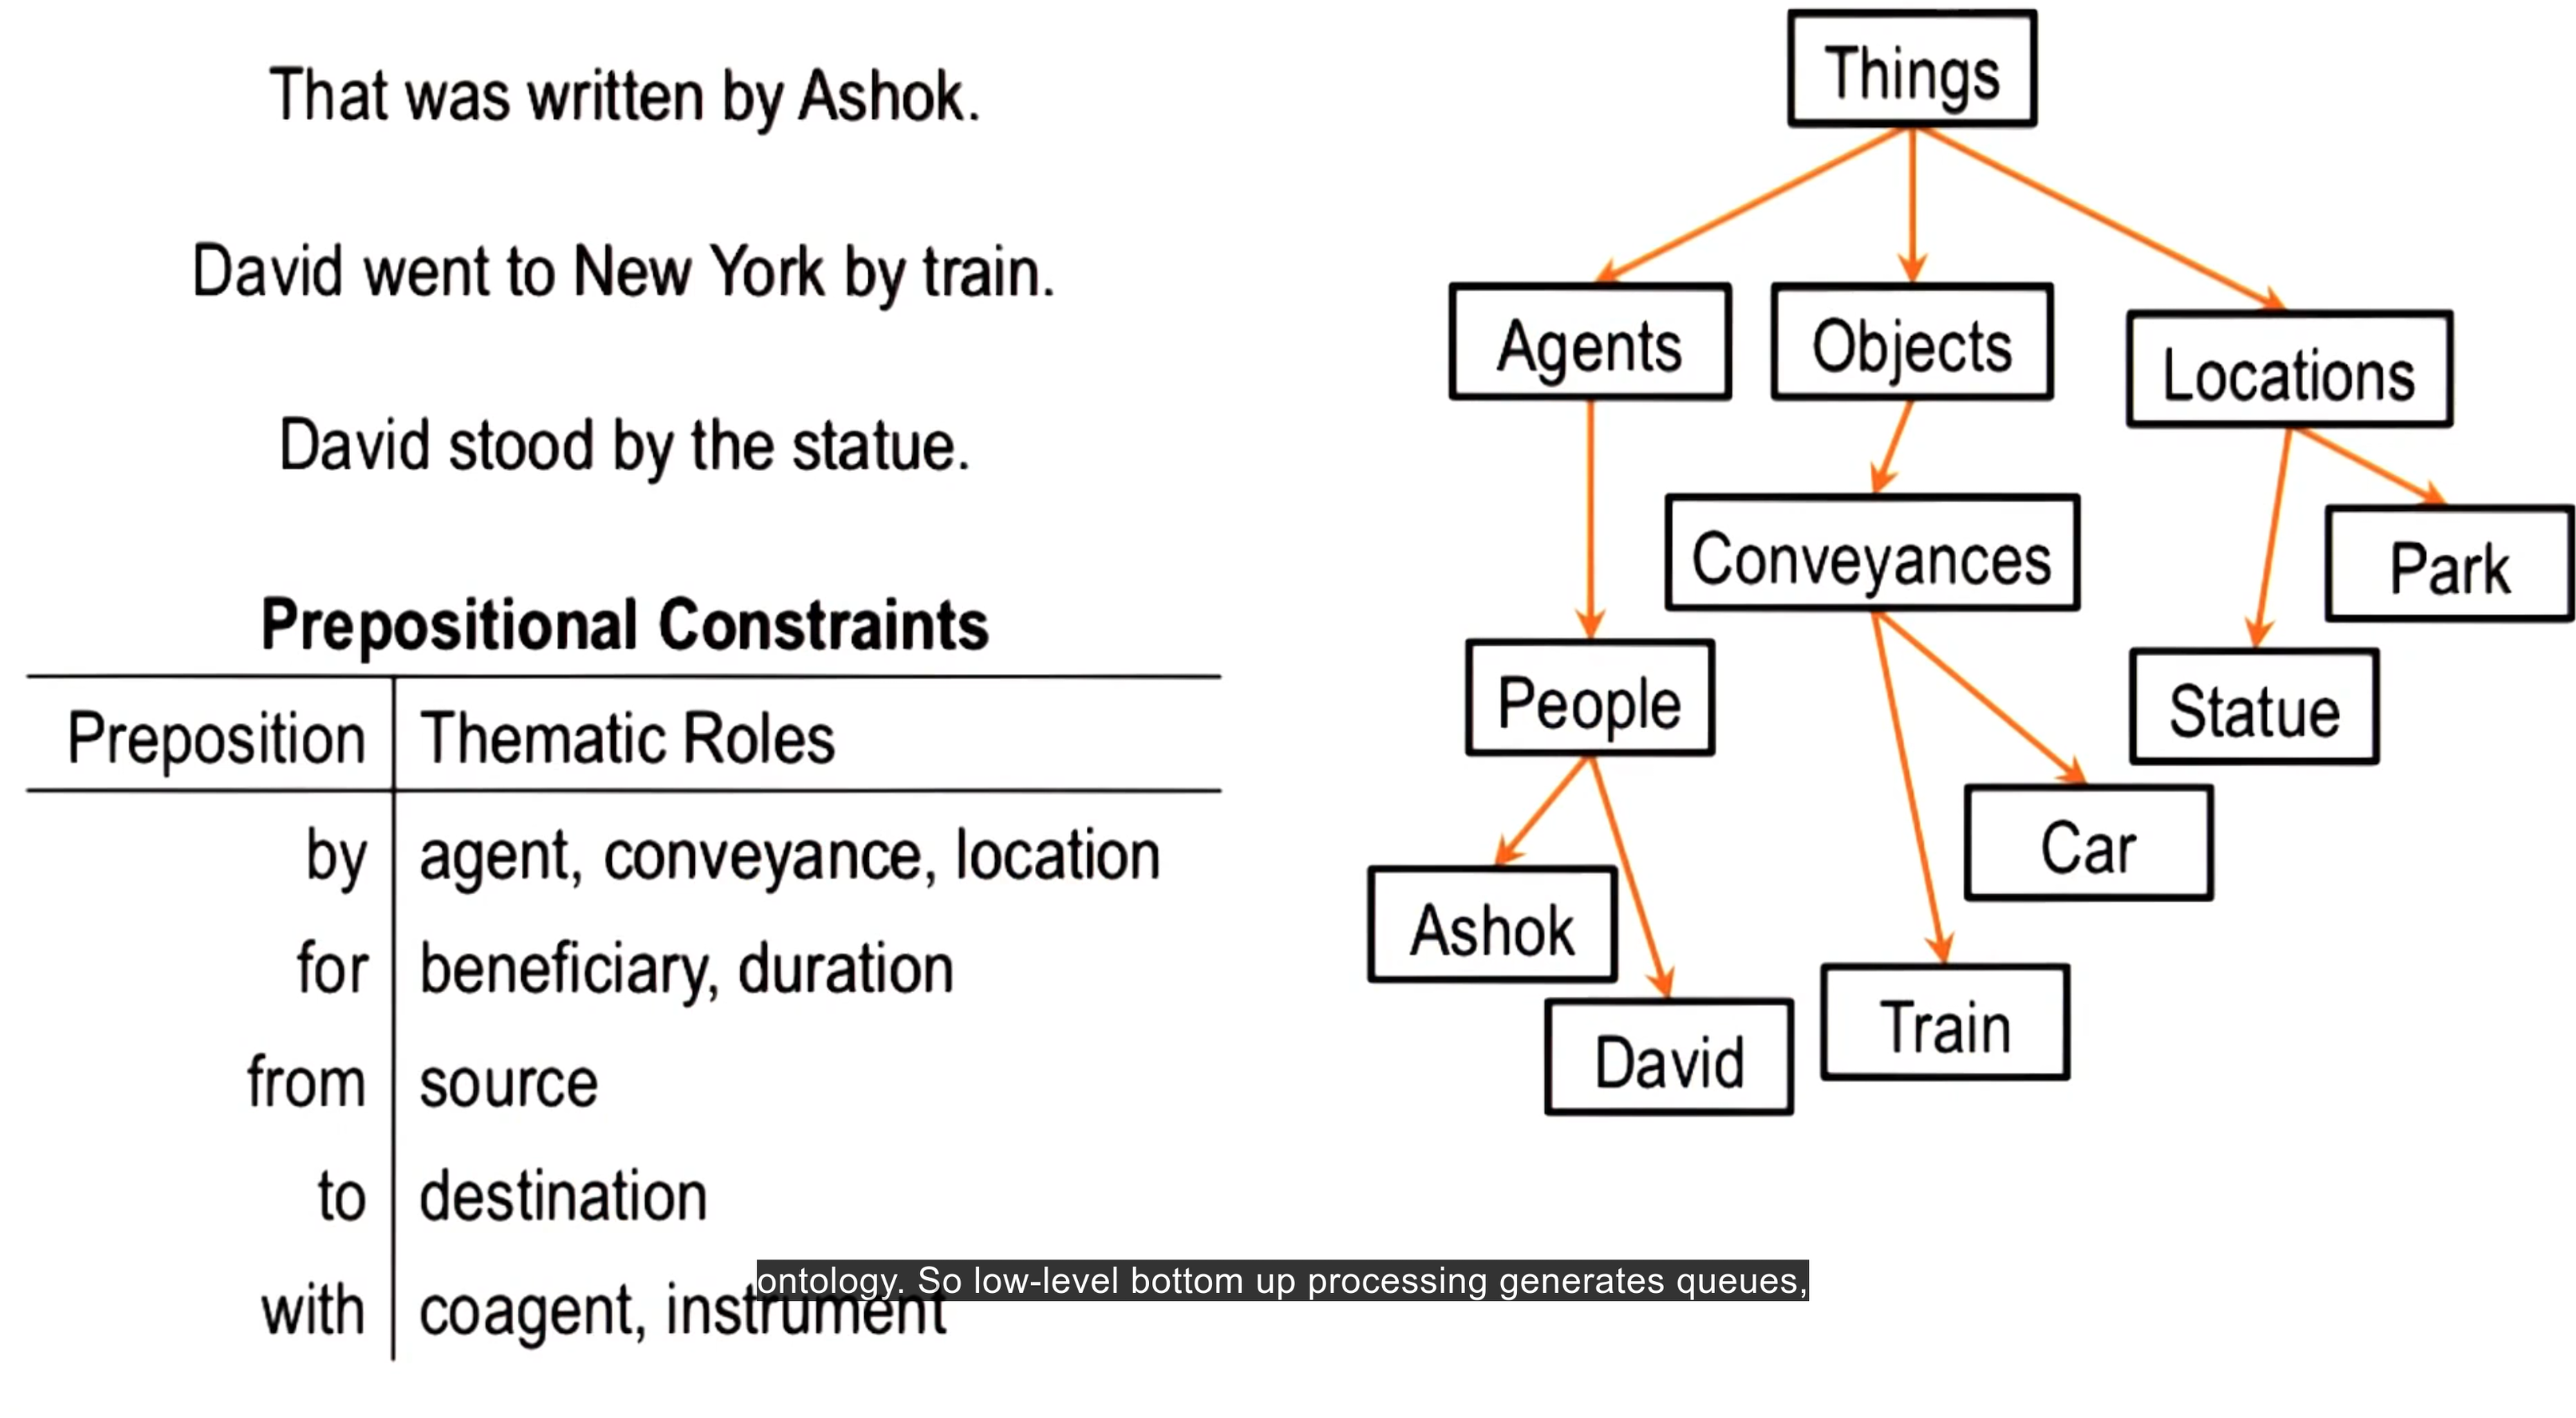 That was written by Ashok.
David went to New York by train.
David stood by the statue.
Prepositional Constraints
Preposition Thematic Roles
by agent, conveyance, location
for beneficiary, duration
from source
to destination
with coagent, instrument
Things
Agents
Objects
Locations
Conveyances
Park
People
Statue
Car
Ashok
Train
David
ontology. So low-level bottom up processing generates queues,